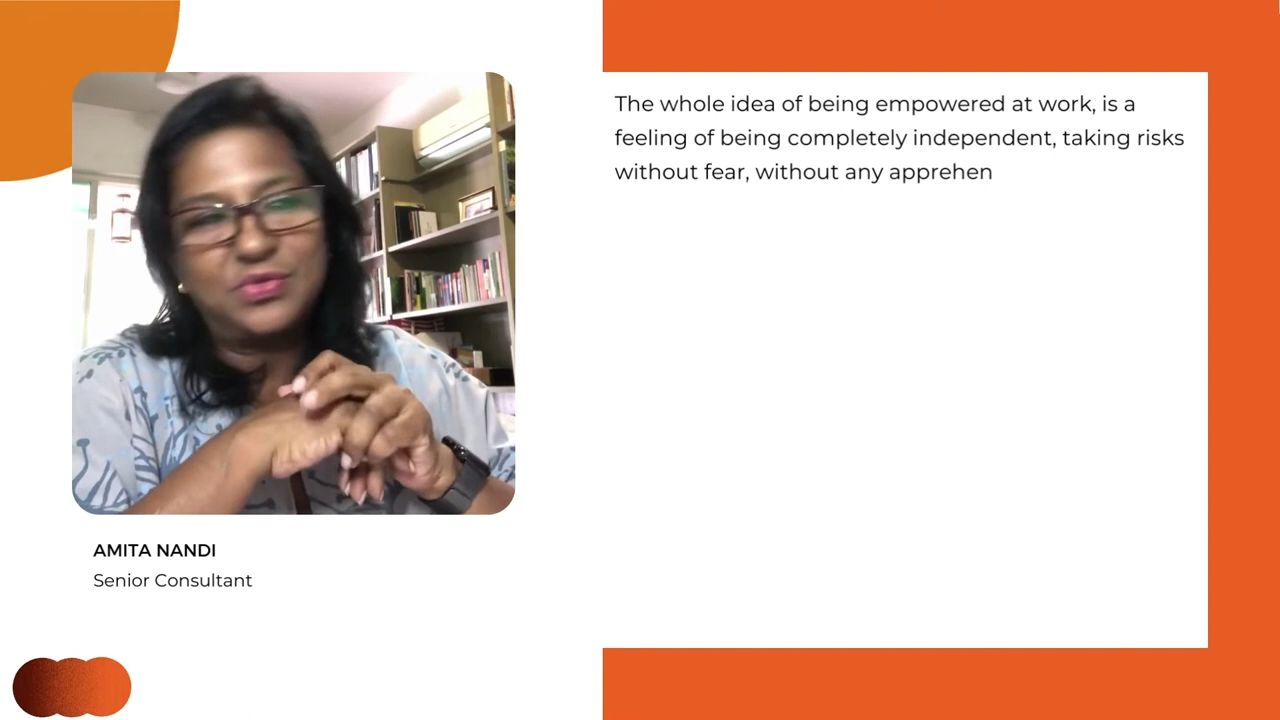 The whole idea of being empowered at work, is a
feeling of being completely independent, taking risks
without fear, without any apprehen
AMITA NANDI
Senior Consultant